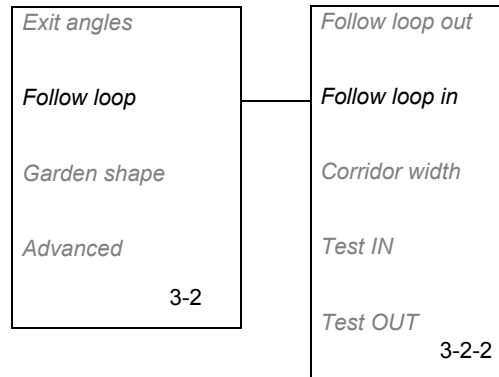 Exit angles
Follow loop
Garden shape
Advanced
3-2
Follow loop out
Follow loop in
Corridor width
Test IN
Test OUT
3-2-2